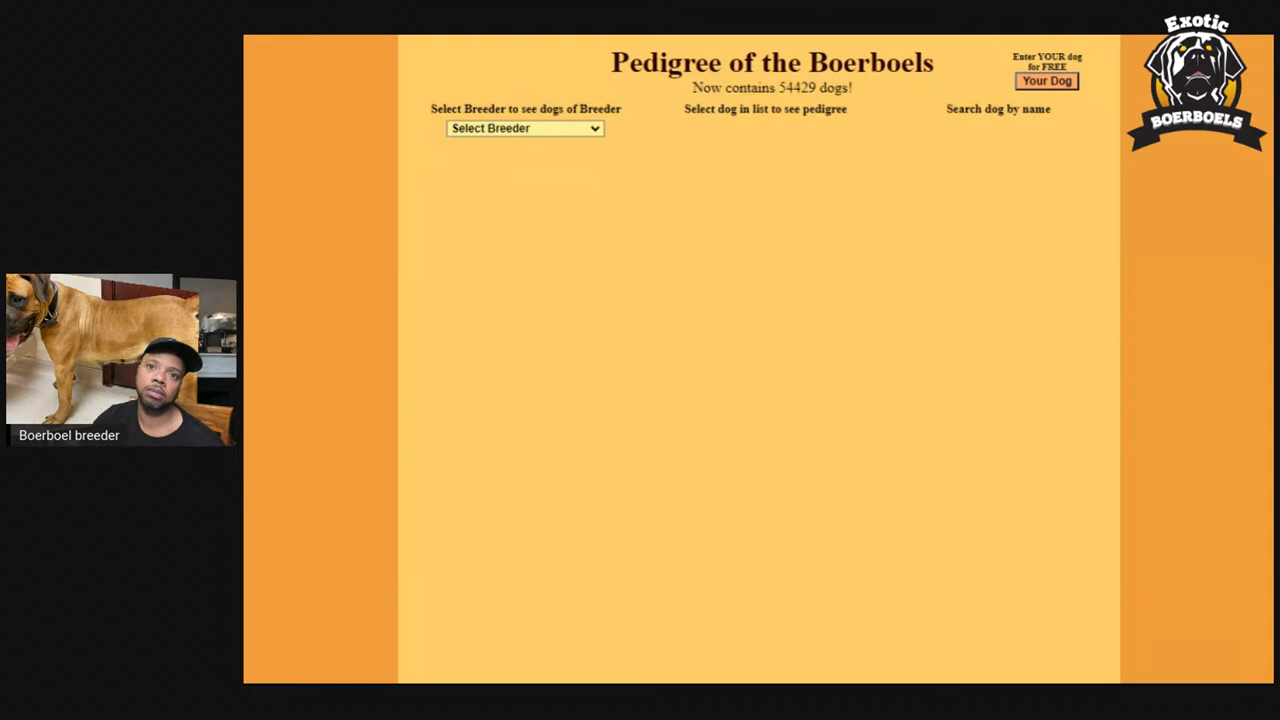 Pedigree of the Boerboels
Now contains 54429 dogs!
Enter YOUR dog
for FREE
Your Dog
Select Breeder to see dogs of Breeder
Select dog in list to see pedigree
Search dog by name
Select Breeder
Exotic
BOERBOELS
Boerboel breeder